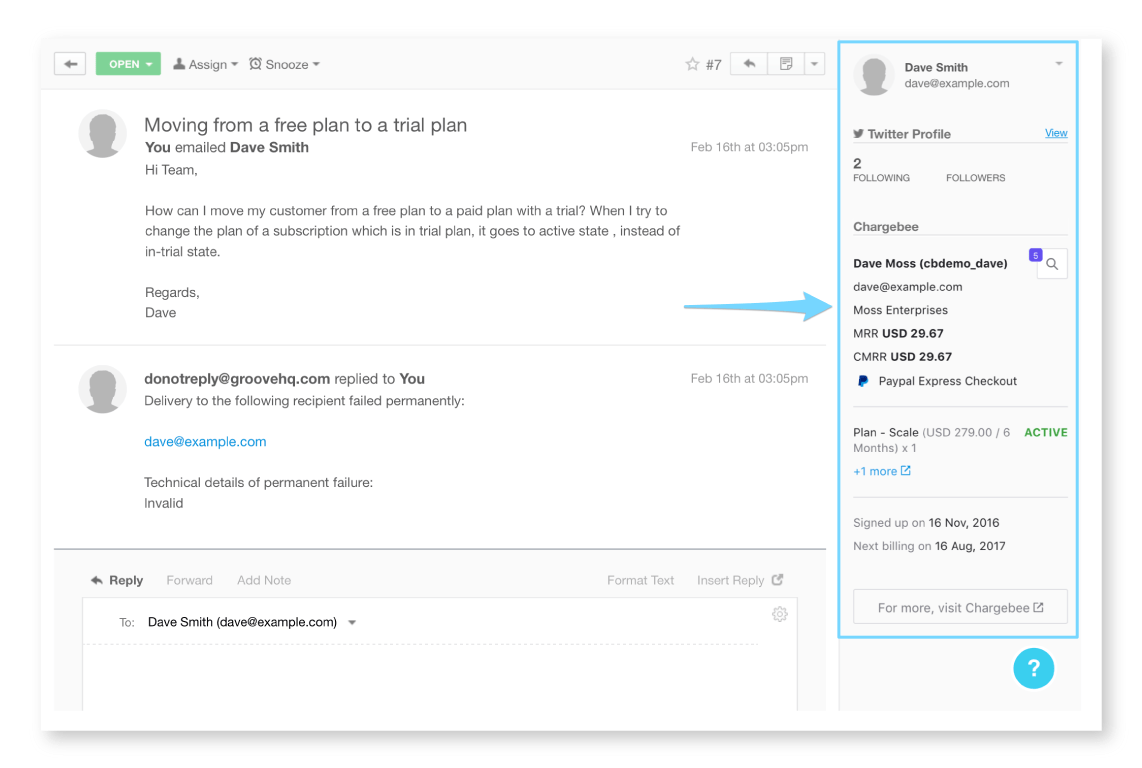 OPEN Assign Snooze #7
Moving from a free plan to a trial plan
You emailed Dave Smith Feb 16th at 03:05pm
Hi Team,
How can I move my customer from a free plan to a paid plan with a trial? When I try to
change the plan of a subscription which is in trial plan, it goes to active state , instead of
in-trial state.
Regards,
Dave
donotreply@groovehq.com replied to You Feb 16th at 03:05pm
Delivery to the following recipient failed permanently:
dave@example.com
Technical details of permanent failure:
Invalid
Reply Forward Add Note Format Text Insert Reply
To: Dave Smith (dave@example.com)
Dave Smith
dave@example.com
Twitter Profile View
2
FOLLOWING FOLLOWERS
Chargebee
Dave Moss (cbdemo_dave) 5
dave@example.com
Moss Enterprises
MRR USD 29.67
CMRR USD 29.67
Paypal Express Checkout
Plan - Scale (USD 279.00 / 6 ACTIVE
Months) x 1
+1 more
Signed up on 16 Nov, 2016
Next billing on 16 Aug, 2017
For more, visit Chargebee
?